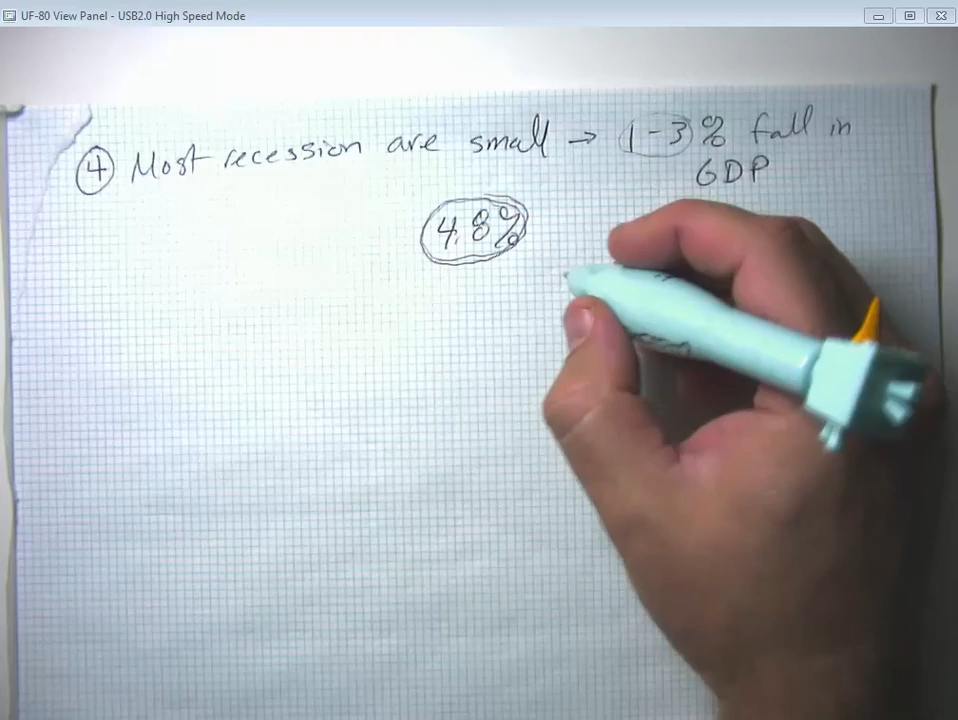 UF-80 View Panel - USB2.0 High Speed Mode
④ Most recession are small → 1-3% fall in
GDP
4.8%